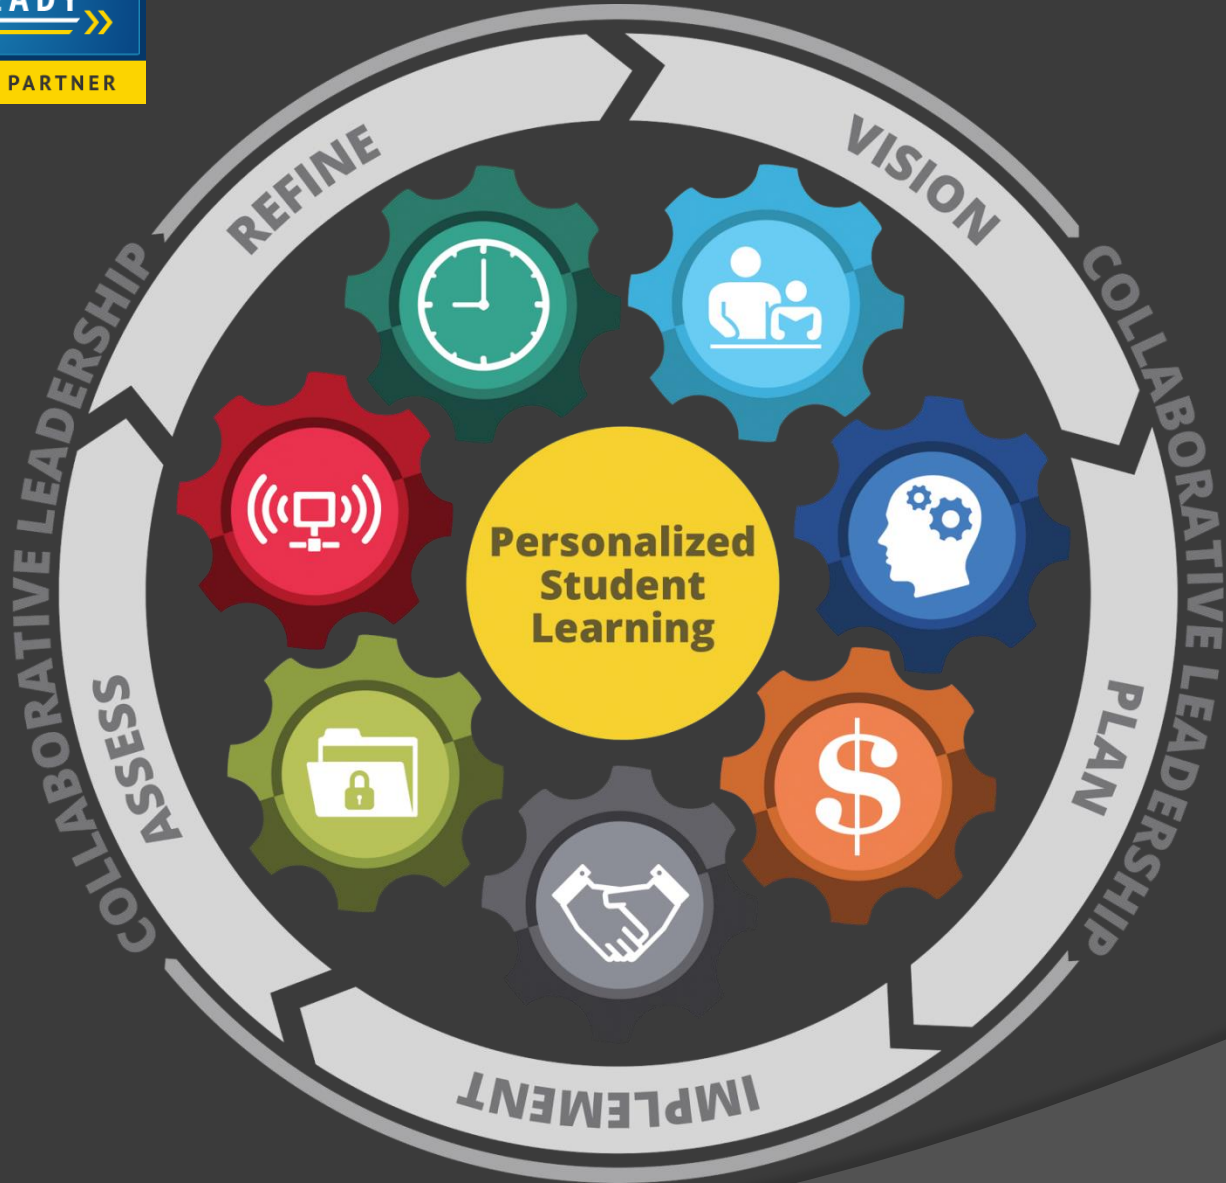 PARTNER
REFINE
VISION
COLLABORATIVE LEADERSHIP
COLLABORATIVE LEADERSHIP
Personalized
Student
Learning
ASSESS
PLAN
IMPLEMENT
$